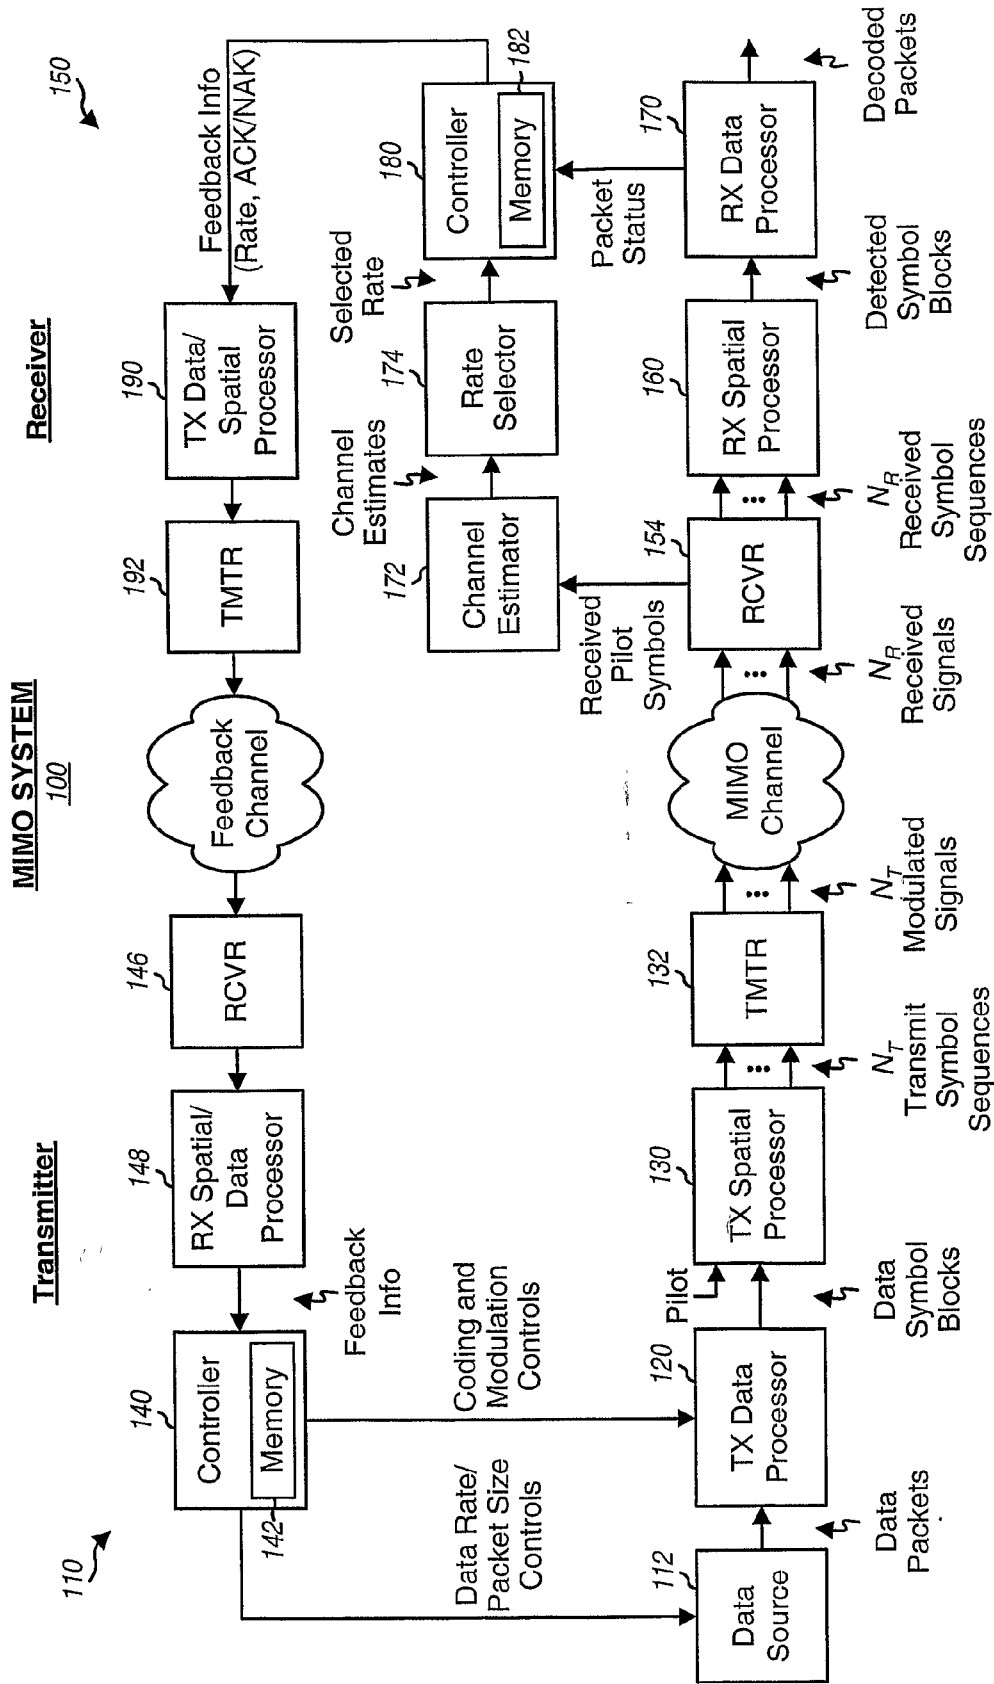 MIMO SYSTEM
100
Transmitter
Receiver
110
150
140
Controller
Memory
142
Feedback
Info
148
RX Spatial/
Data
Processor
146
RCVR
Feedback
Channel
192
TMTR
190
TX Data/
Spatial
Processor
Feedback Info
(Rate, ACK/NAK)
Data Rate/
Packet Size
Controls
Coding and
Modulation
Controls
172
Channel
Estimator
Channel
Estimates
174
Rate
Selector
Selected
Rate
180
Controller
Memory
182
Received
Pilot
Symbols
Packet
Status
112
Data
Source
Data
Packets
120
TX Data
Processor
Data
Symbol
Blocks
Pilot
130
TX Spatial
Processor
N_T
Transmit
Symbol
Sequences
132
TMTR
N_T
Modulated
Signals
MIMO
Channel
N_R
Received
Signals
154
RCVR
N_R
Received
Symbol
Sequences
160
RX Spatial
Processor
Detected
Symbol
Blocks
170
RX Data
Processor
Decoded
Packets